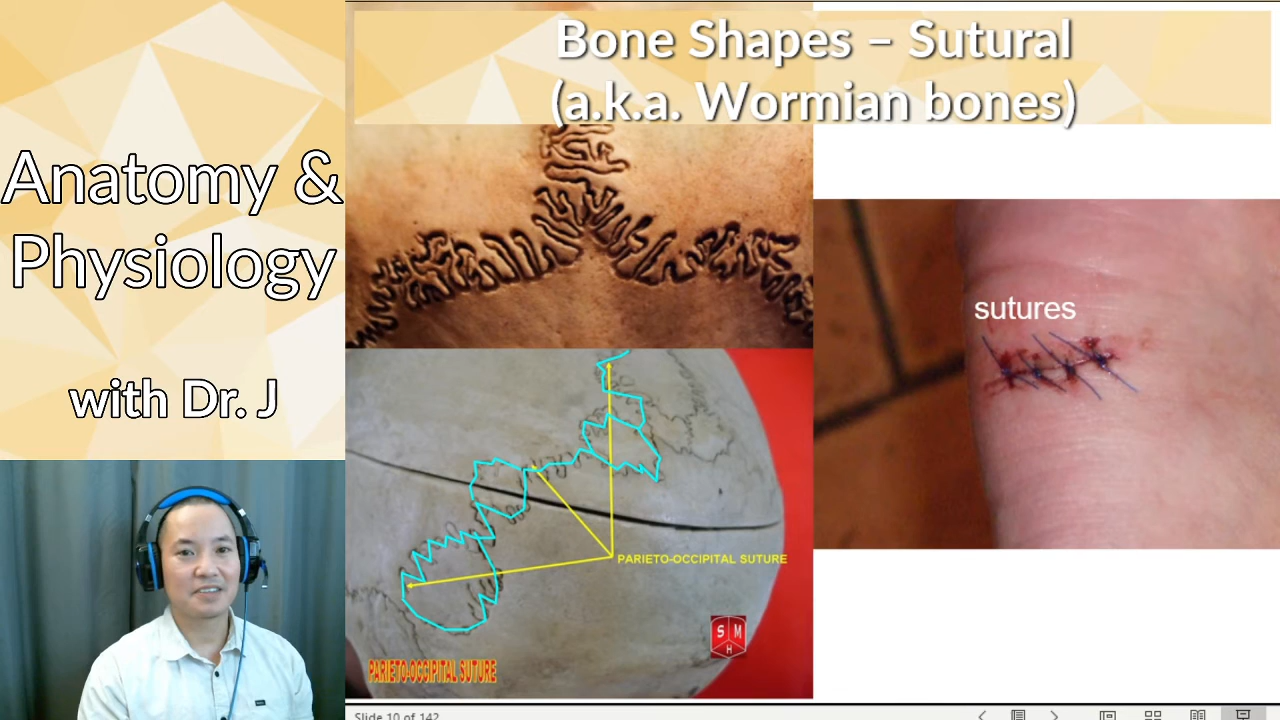 Anatomy &
Physiology
with Dr. J
Bone Shapes – Sutural
(a.k.a. Wormian bones)
sutures
PARIETO-OCCIPITAL SUTURE
S M
H
PARIETO-OCCIPITAL SUTURE
Slide 10 of 142